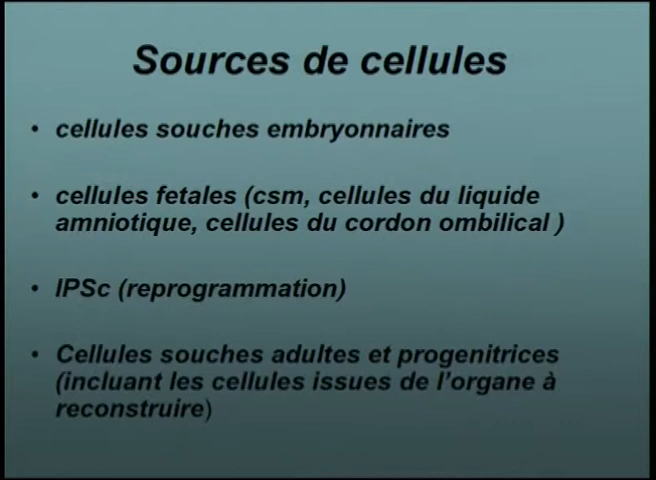 Sources de cellules
• cellules souches embryonnaires
• cellules fetales (csm, cellules du liquide
amniotique, cellules du cordon ombilical )
• IPSc (reprogrammation)
• Cellules souches adultes et progenitrices
(incluant les cellules issues de l'organe à
reconstruire)